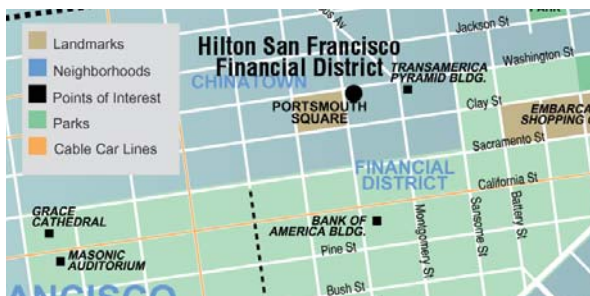 Landmarks
Neighborhoods
Points of Interest
Parks
Cable Car Lines
Jackson St
Washington St
Hilton San Francisco
Financial District
TRANSAMERICA
PYRAMID BLDG.
CHINATOWN
PORTSMOUTH
SQUARE
Clay St
EMBARCA
SHOPPING
Sacramento St
FINANCIAL
DISTRICT
California St
GRACE
CATHEDRAL
BANK OF
AMERICA BLDG.
Montgomery St
Sansome St
Battery St
MASONIC
AUDITORIUM
Pine St
Bush St
ANCISCO